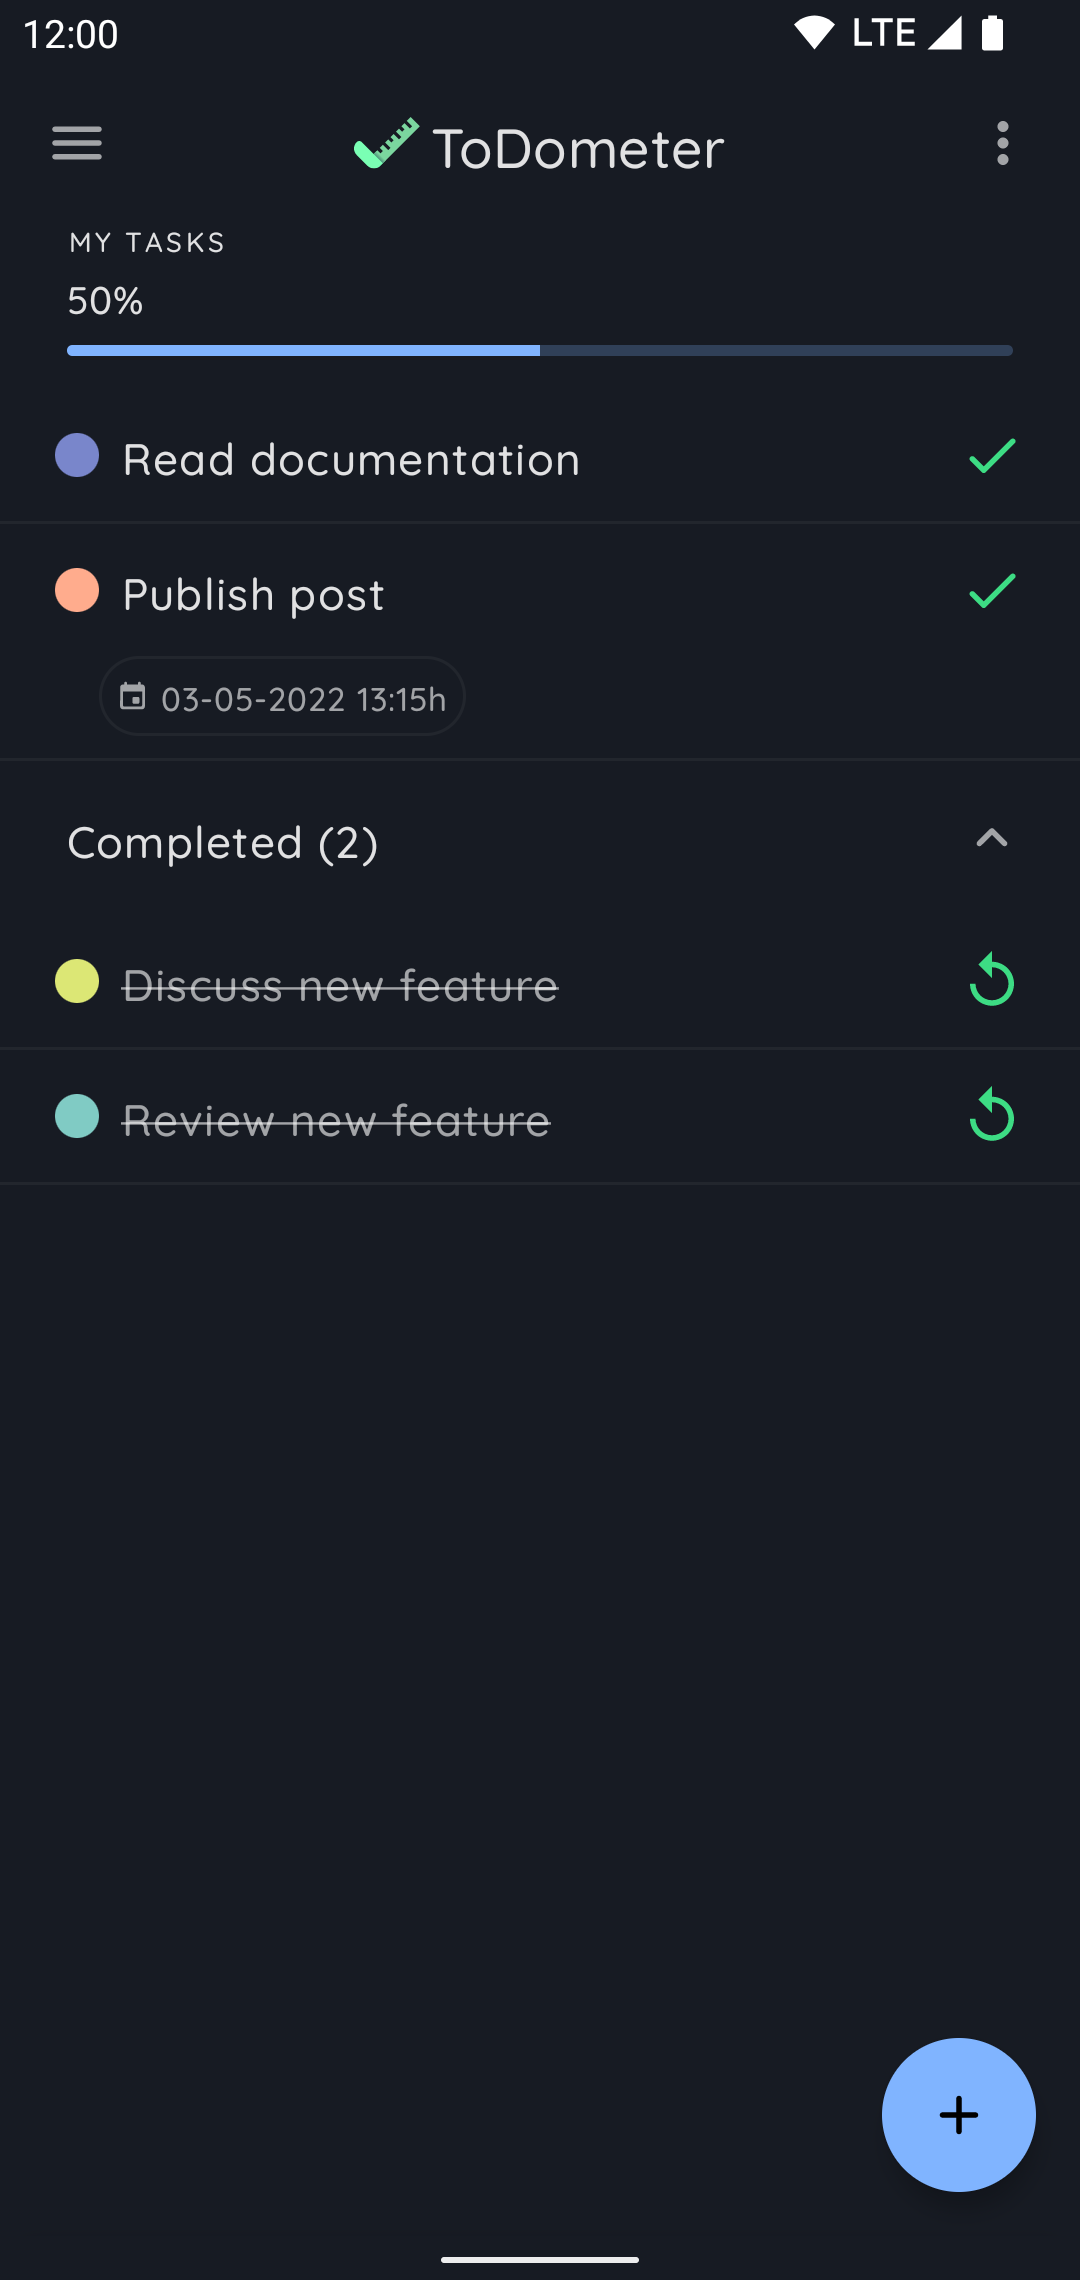 12:00 LTE
ToDometer
MY TASKS
50%
Read documentation
Publish post
03-05-2022 13:15h
Completed (2)
Discuss new feature
Review new feature